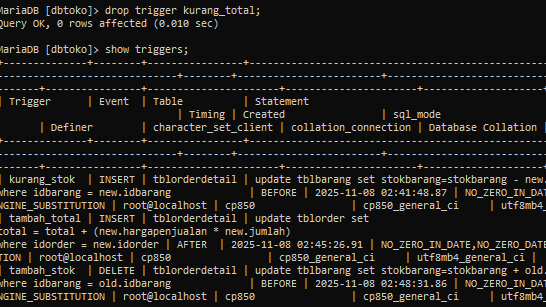 MariaDB [dbtoko]> drop trigger kurang_total;
Query OK, 0 rows affected (0.010 sec)
MariaDB [dbtoko]> show triggers;
+--------------+--------+---------------+--------------------
----------------------------+--------+------------------------+--------------------
------+----------------+----------------------+----------------------+--------------------+
| Trigger | Event | Table | Statement
| Timing | Created | sql_mode
| Definer | character_set_client | collation_connection | Database Collation |
+--------------+--------+---------------+--------------------
----------------------------+--------+------------------------+--------------------
------+----------------+----------------------+----------------------+--------------------+
| kurang_stok | INSERT | tblorderdetail | update tblbarang set stokbarang=stokbarang - new.
where idbarang = new.idbarang | BEFORE | 2025-11-08 02:41:48.87 | NO_ZERO_IN_DAT
ENGINE_SUBSTITUTION | root@localhost | cp850 | cp850_general_ci | utf8mb4_
| tambah_total | INSERT | tblorderdetail | update tblorder set
total = total + (new.hargapenjualan * new.jumlah)
where idorder = new.idorder | AFTER | 2025-11-08 02:45:26.91 | NO_ZERO_IN_DATE,NO_ZERO_DATE
TION | root@localhost | cp850 | cp850_general_ci | utf8mb4_general_ci |
| tambah_stok | DELETE | tblorderdetail | update tblbarang set stokbarang=stokbarang + old.
where idbarang = old.idbarang | BEFORE | 2025-11-08 02:48:31.86 | NO_ZERO_IN_DAT
ENGINE_SUBSTITUTION | root@localhost | cp850 | cp850_general_ci | utf8mb4_